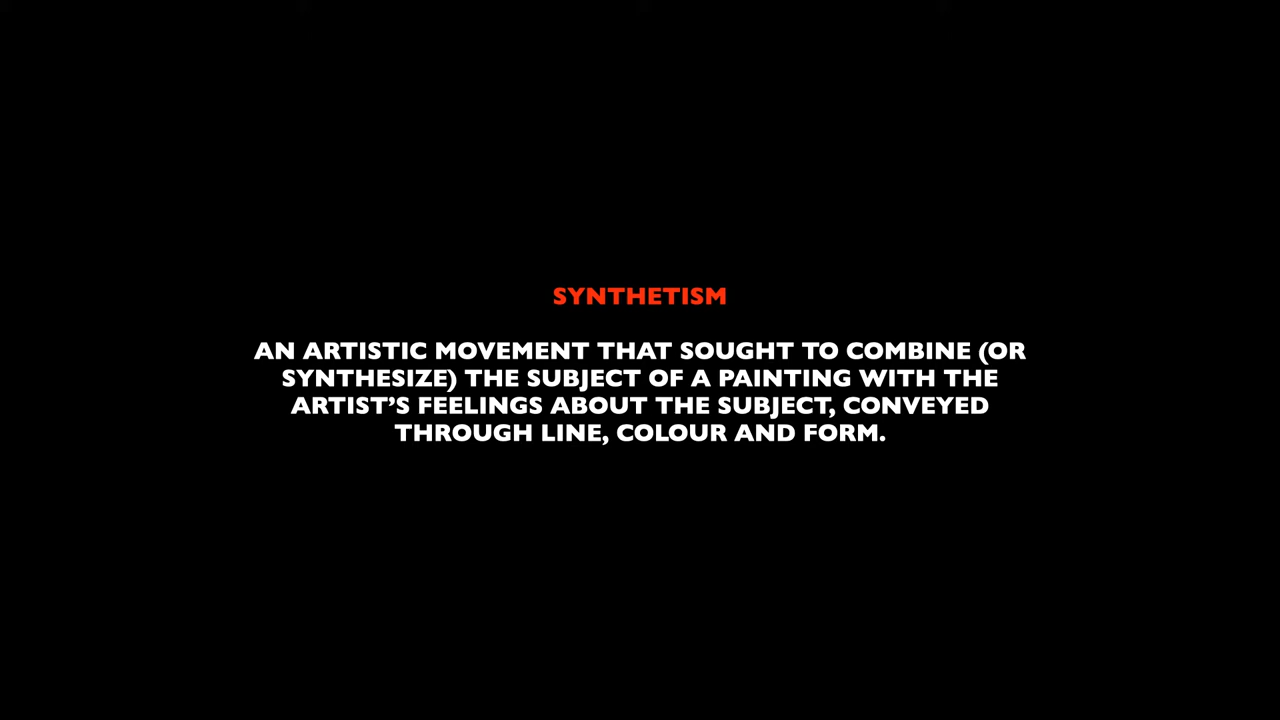 SYNTHETISM
AN ARTISTIC MOVEMENT THAT SOUGHT TO COMBINE (OR
SYNTHESIZE) THE SUBJECT OF A PAINTING WITH THE
ARTIST’S FEELINGS ABOUT THE SUBJECT, CONVEYED
THROUGH LINE, COLOUR AND FORM.